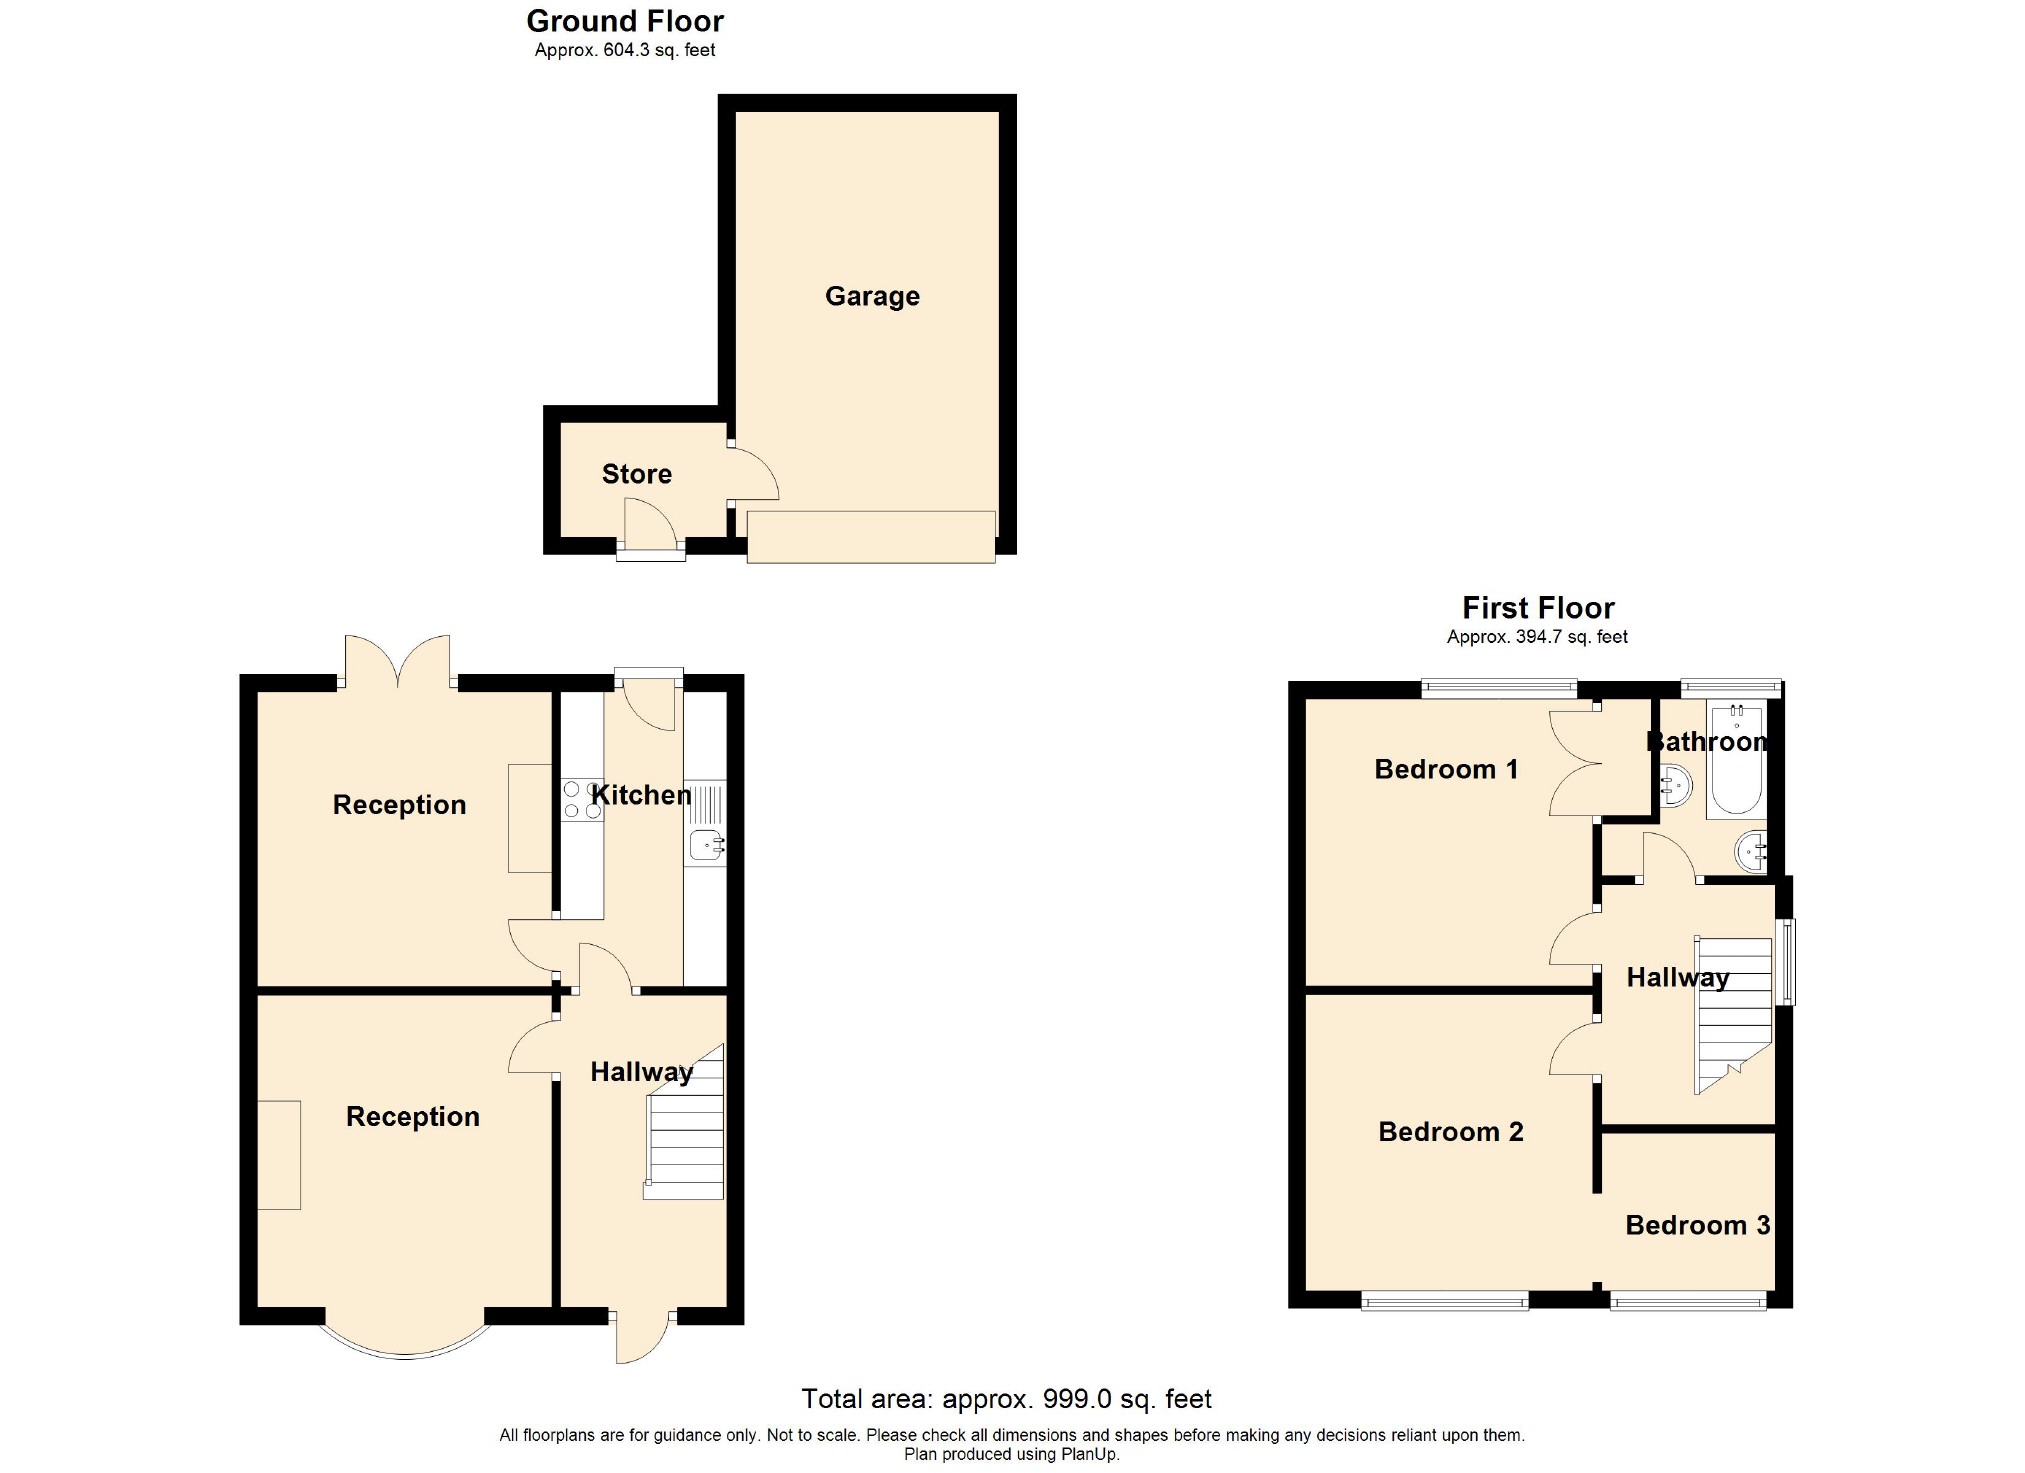 Ground Floor
Approx. 604.3 sq. feet
Garage
Store
First Floor
Approx. 394.7 sq. feet
Reception
Kitchen
Bedroom 1
Bathroom
Hallway
Reception
Hallway
Bedroom 2
Bedroom 3
Total area: approx. 999.0 sq. feet
All floorplans are for guidance only. Not to scale. Please check all dimensions and shapes before making any decisions reliant upon them.
Plan produced using PlanUp.